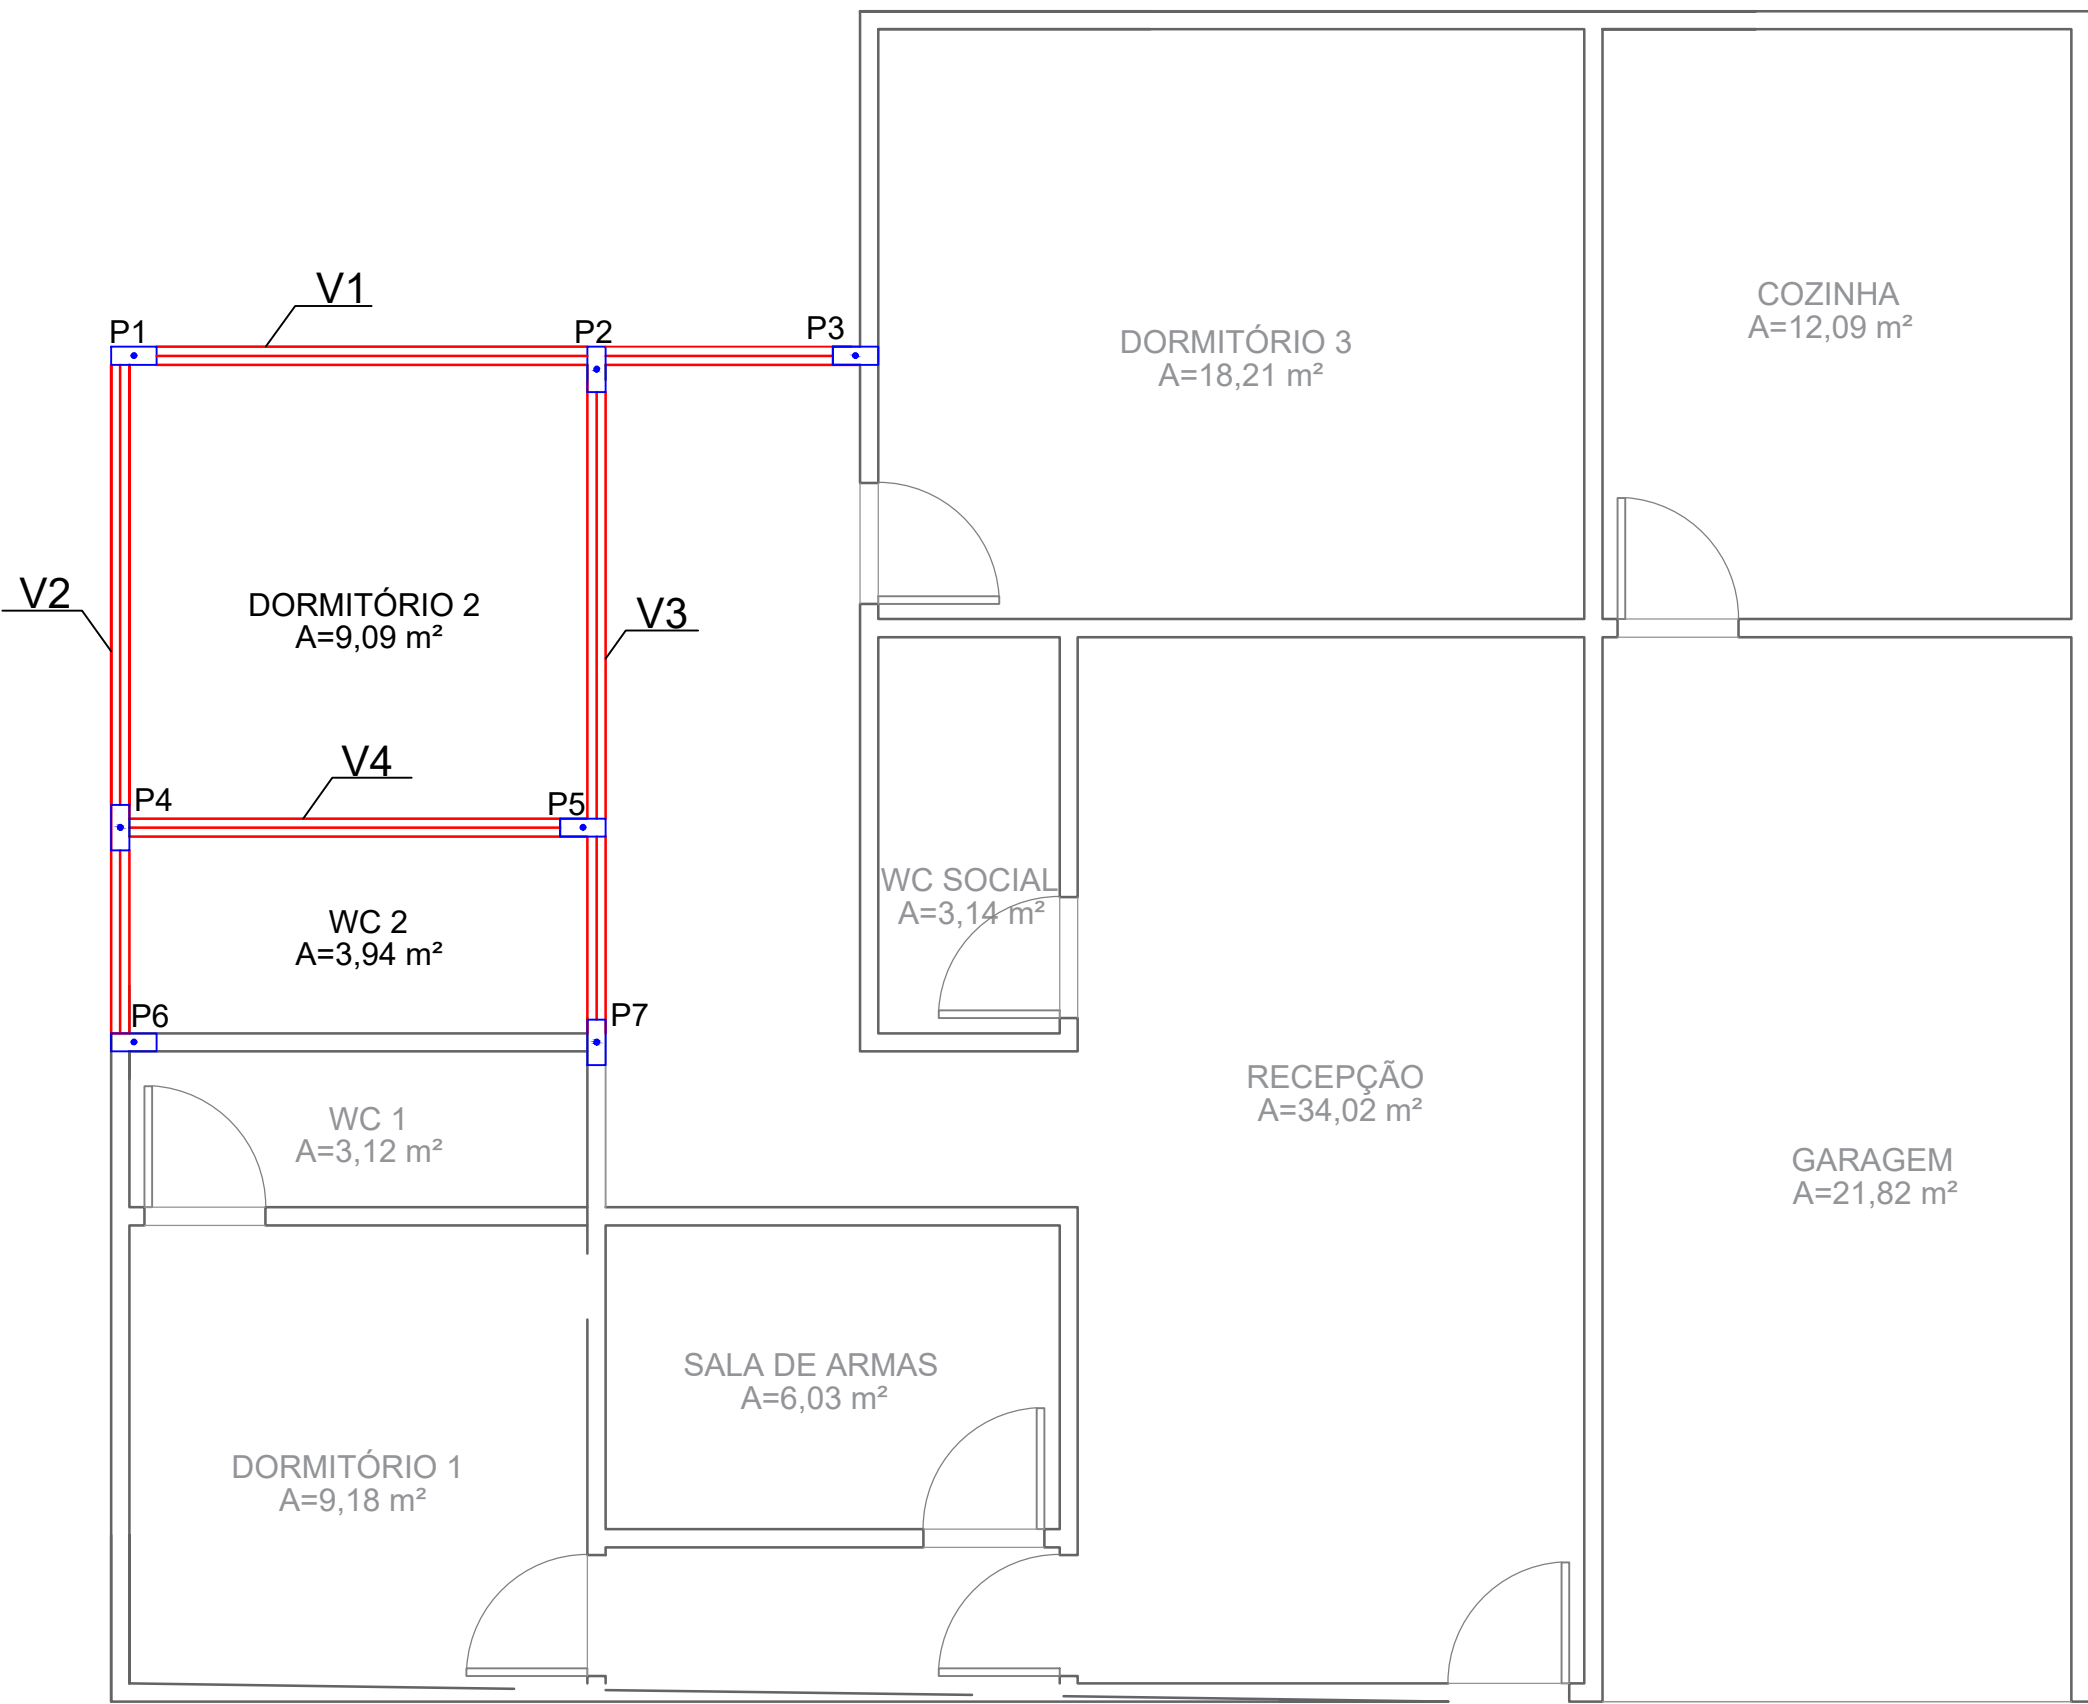 V1
P1
P2
P3
COZINHA
A=12,09 m²
DORMITÓRIO 3
A=18,21 m²
V2
DORMITÓRIO 2
A=9,09 m²
V3
V4
P4
P5
WC SOCIAL
A=3,14 m²
WC 2
A=3,94 m²
P6
P7
RECEPÇÃO
A=34,02 m²
WC 1
A=3,12 m²
GARAGEM
A=21,82 m²
SALA DE ARMAS
A=6,03 m²
DORMITÓRIO 1
A=9,18 m²